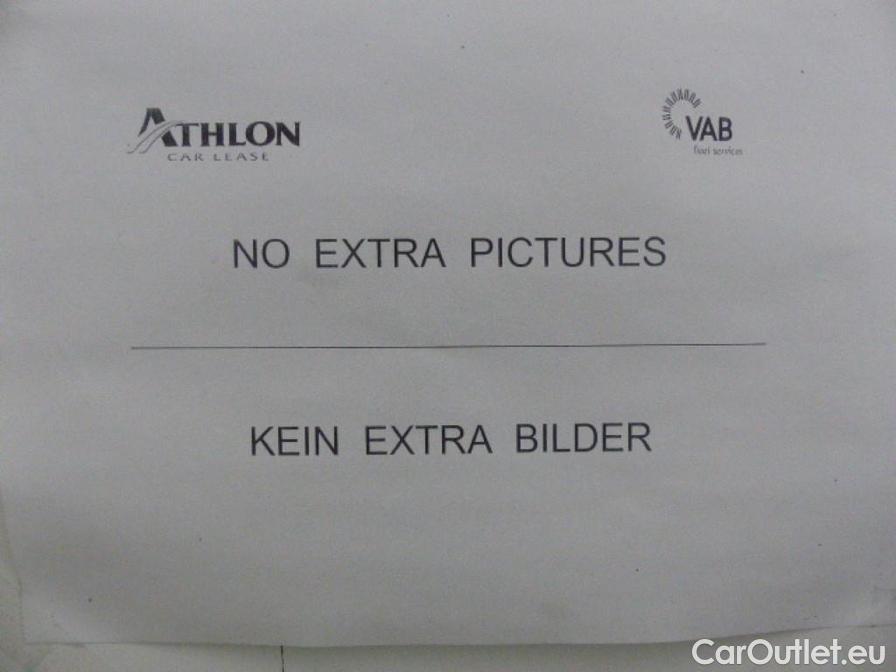 ATHLON
CAR LEASE
VAB
fleet services
NO EXTRA PICTURES
KEIN EXTRA BILDER
CarOutlet.eu